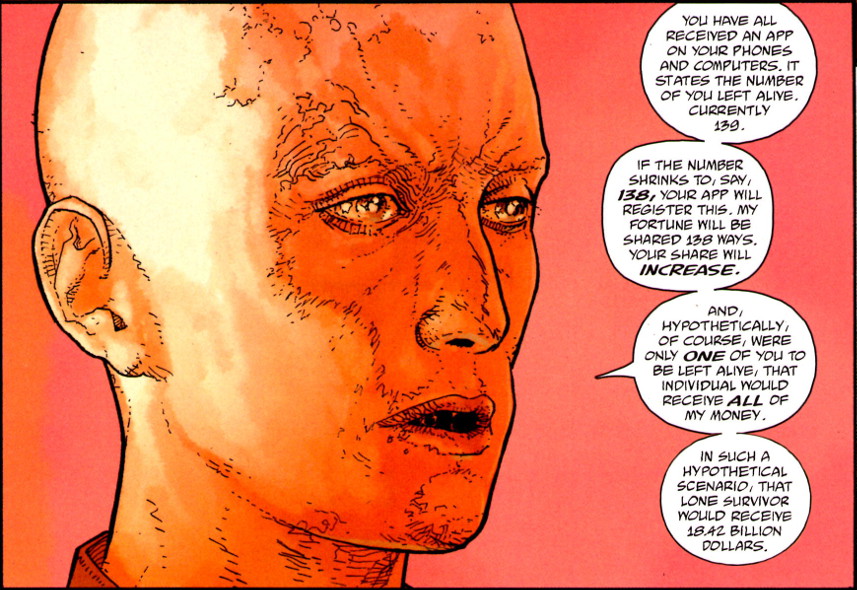 YOU HAVE ALL
RECEIVED AN APP
ON YOUR PHONES
AND COMPUTERS. IT
STATES THE NUMBER
OF YOU LEFT ALIVE.
CURRENTLY
139.
IF THE NUMBER
SHRINKS TO, SAY,
138, YOUR APP WILL
REGISTER THIS. MY
FORTUNE WILL BE
SHARED 138 WAYS.
YOUR SHARE WILL
INCREASE.
AND,
HYPOTHETICALLY,
OF COURSE, WERE
ONLY ONE OF YOU TO
BE LEFT ALIVE, THAT
INDIVIDUAL WOULD
RECEIVE ALL OF
MY MONEY.
IN SUCH A
HYPOTHETICAL
SCENARIO, THAT
LONE SURVIVOR
WOULD RECEIVE
18.42 BILLION
DOLLARS.